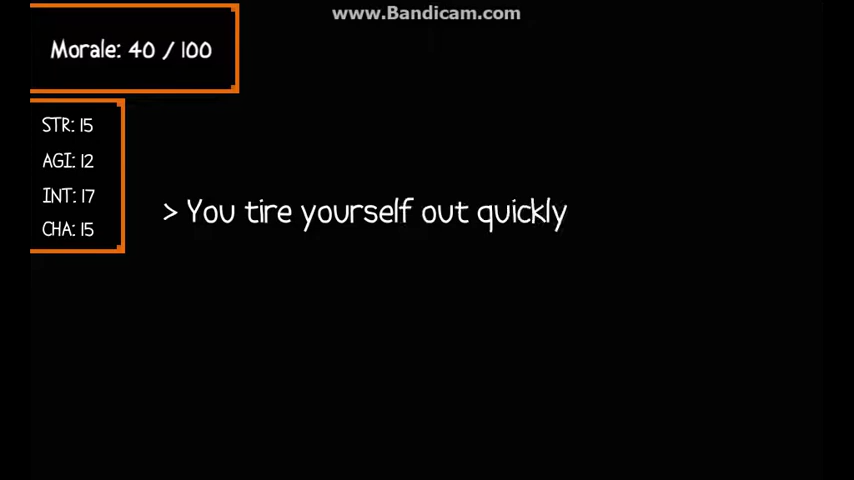 www.Bandicam.com
Morale: 40 / 100
STR: 15
AGI: 12
INT: 17
CHA: 15
> You tire yourself out quickly